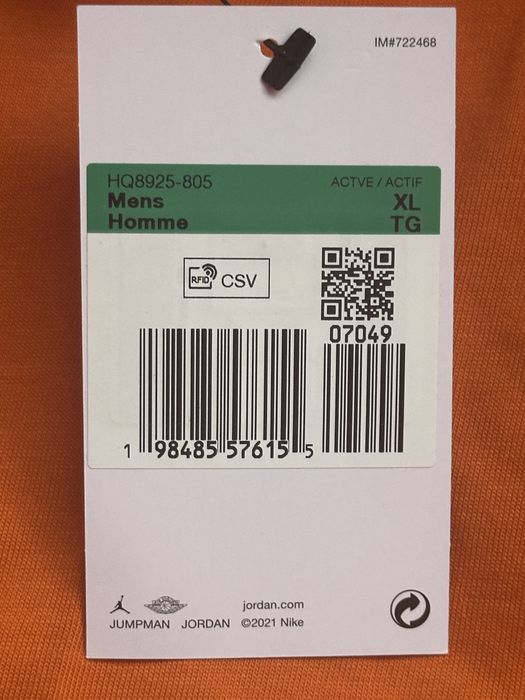 IM#722468
HQ8925-805 ACTVE / ACTIF
Mens XL
Homme TG
RFID CSV
07049
1 98485 57615 5
jordan.com
JUMPMAN JORDAN ©2021 Nike